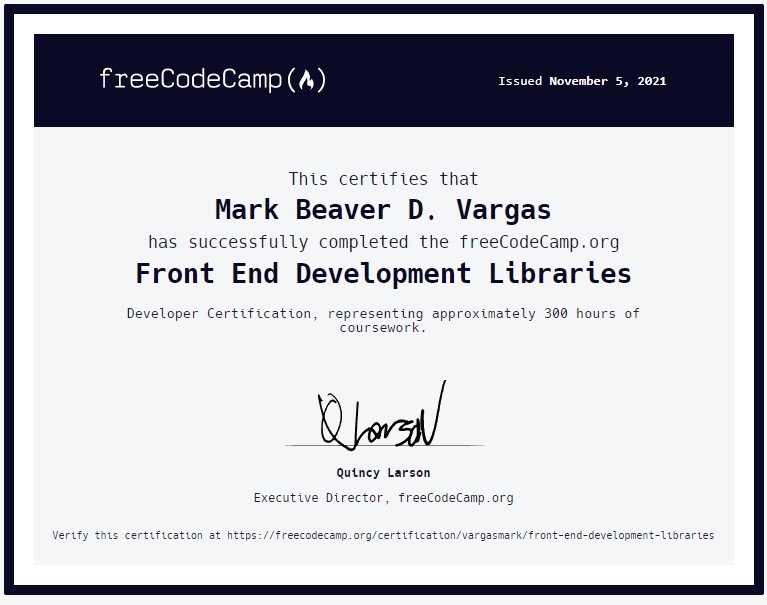 freeCodeCamp
Issued November 5, 2021
This certifies that
Mark Beaver D. Vargas
has successfully completed the freeCodeCamp.org
Front End Development Libraries
Developer Certification, representing approximately 300 hours of
coursework.
Q Larson
Quincy Larson
Executive Director, freeCodeCamp.org
Verify this certification at https://freecodecamp.org/certification/vargasmark/front-end-development-libraries